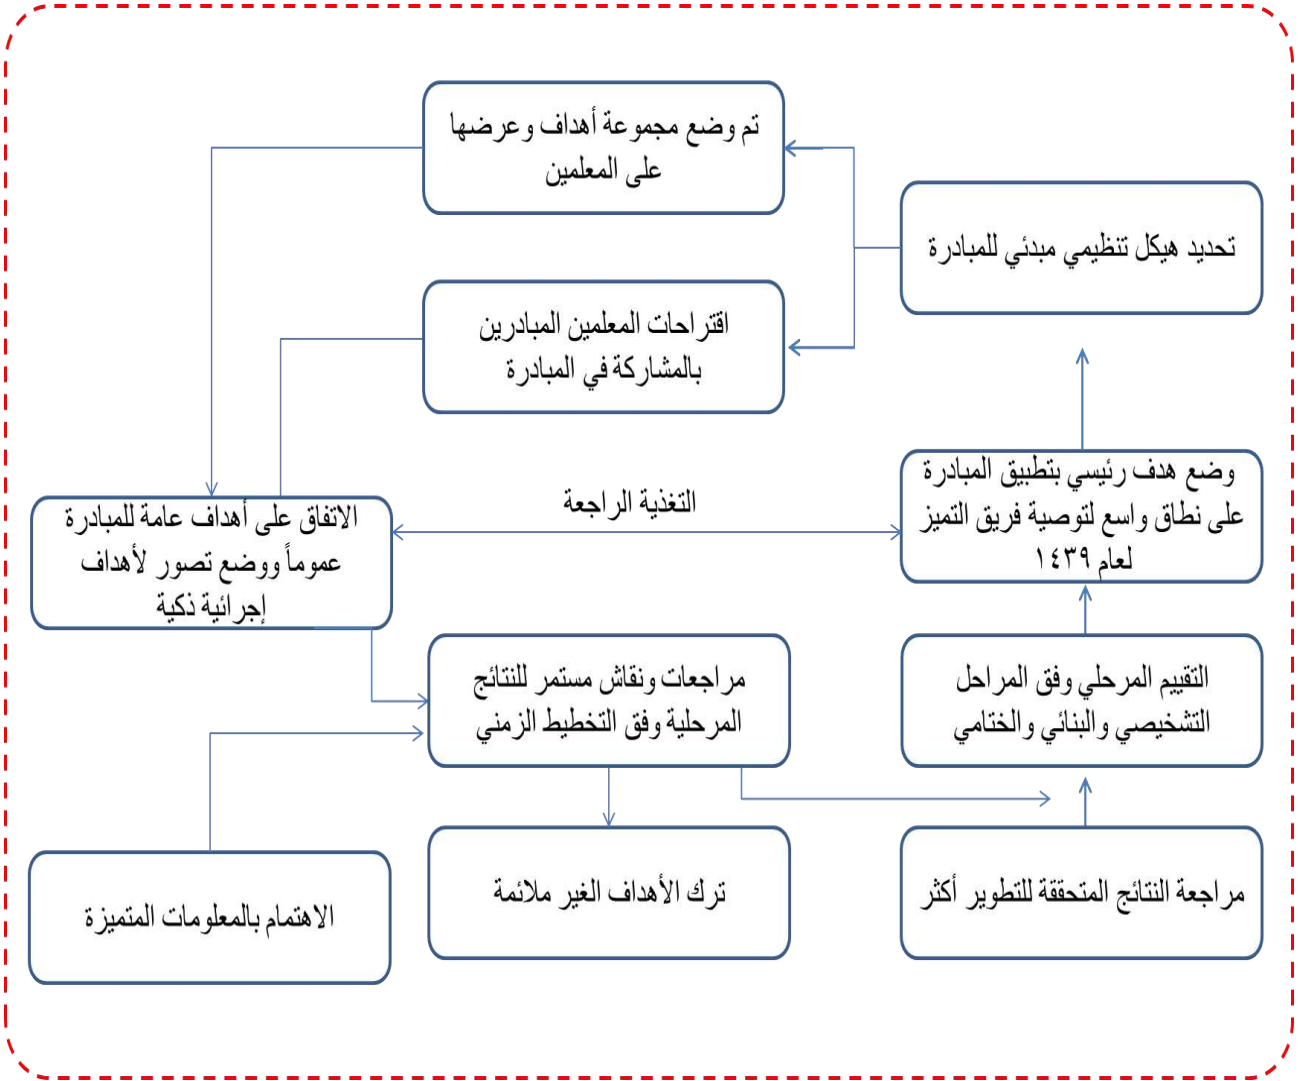 تم وضع مجموعة أهداف وعرضها
على المعلمين
تحديد هيكل تنظيمي مبدئي للمبادرة
اقتراحات المعلمين المبادرين
بالمشاركة في المبادرة
وضع هدف رئيسي بتطبيق المبادرة
على نطاق واسع لتوصية فريق التميز
لعام ١٤٣٩
التغذية الراجعة
الاتفاق على أهداف عامة للمبادرة
عموماً ووضع تصور لأهداف
إجرائية ذكية
التقييم المرحلي وفق المراحل
التشخيصي والبنائي والختامي
مراجعات ونقاش مستمر للنتائج
المرحلية وفق التخطيط الزمني
مراجعة النتائج المتحققة للتطوير أكثر
ترك الأهداف الغير ملائمة
الاهتمام بالمعلومات المتميزة